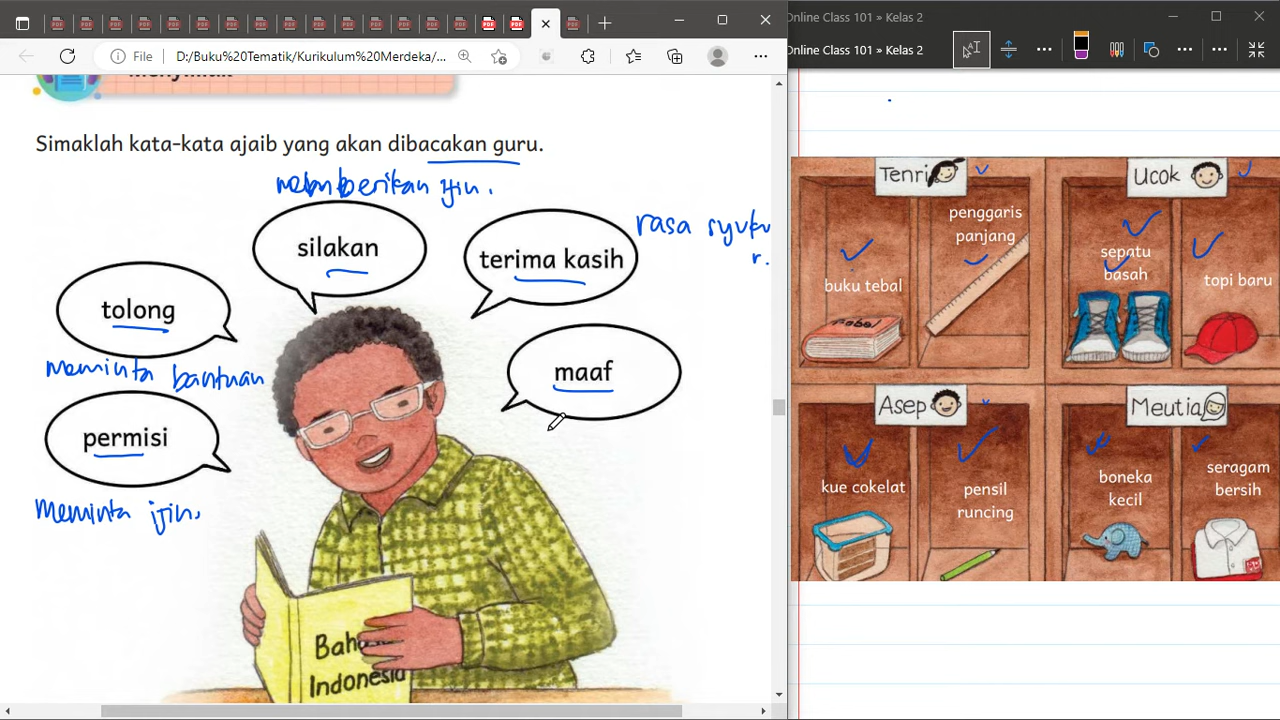 File
D:/Buku%20Tematik/Kurikulum%20Merdeka/...
Simaklah kata-kata ajaib yang akan dibacakan guru.
memberikan ijin.
silakan
terima kasih
rasa syuku
r.
tolong
meminta bantuan
maaf
permisi
meminta ijin.
Bahasa
Indonesia
Online Class 101 » Kelas 2
Online Class 101 » Kelas 2
Tenri
Ucok
buku tebal
penggaris
panjang
sepatu
basah
topi baru
Asep
Meutia
kue cokelat
pensil
runcing
boneka
kecil
seragam
bersih